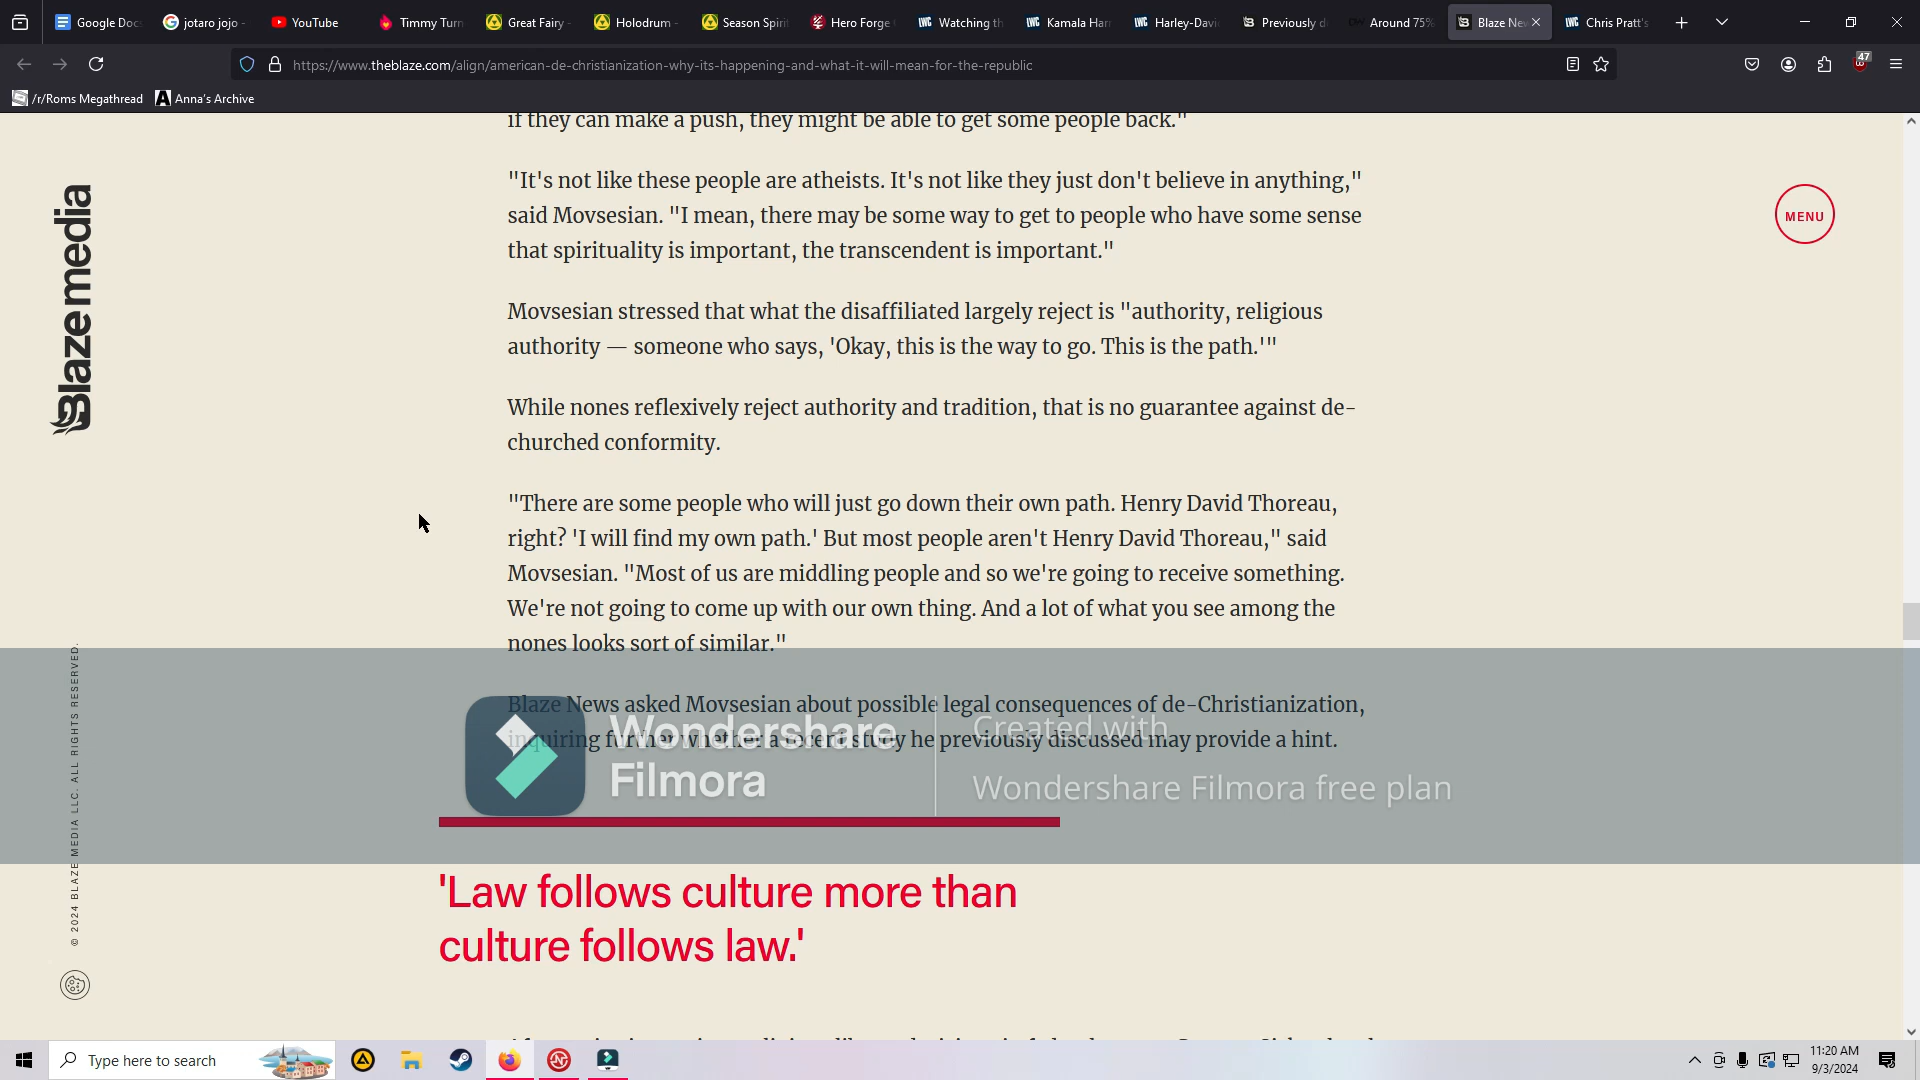 Google Doc
jotaro jojo -
YouTube
Timmy Turn
Great Fairy -
Holodrum -
Season Spirit
Hero Forge
Watching th
Kamala Har
Harley-Davi
Previously d
Around 75%
Blaze Ne
Chris Pratt's
https://www.theblaze.com/align/american-de-christianization-why-its-happening-and-what-it-will-mean-for-the-republic
47
/r/Roms Megathread
Anna's Archive
if they can make a push, they might be able to get some people back."
"It's not like these people are atheists. It's not like they just don't believe in anything,"
said Movsesian. "I mean, there may be some way to get to people who have some sense
that spirituality is important, the transcendent is important."
Movsesian stressed that what the disaffiliated largely reject is "authority, religious
authority — someone who says, 'Okay, this is the way to go. This is the path.'"
While nones reflexively reject authority and tradition, that is no guarantee against de-
churched conformity.
"There are some people who will just go down their own path. Henry David Thoreau,
right? 'I will find my own path.' But most people aren't Henry David Thoreau," said
Movsesian. "Most of us are middling people and so we're going to receive something.
We're not going to come up with our own thing. And a lot of what you see among the
nones looks sort of similar."
Blaze News asked Movsesian about possible legal consequences of de-Christianization,
inquiring further whether a recent study he previously discussed may provide a hint.
'Law follows culture more than
culture follows law.'
Blaze media
MENU
© 2024 BLAZE MEDIA LLC. ALL RIGHTS RESERVED.
Wondershare
Filmora
Created with
Wondershare Filmora free plan
Type here to search
11:20 AM
9/3/2024